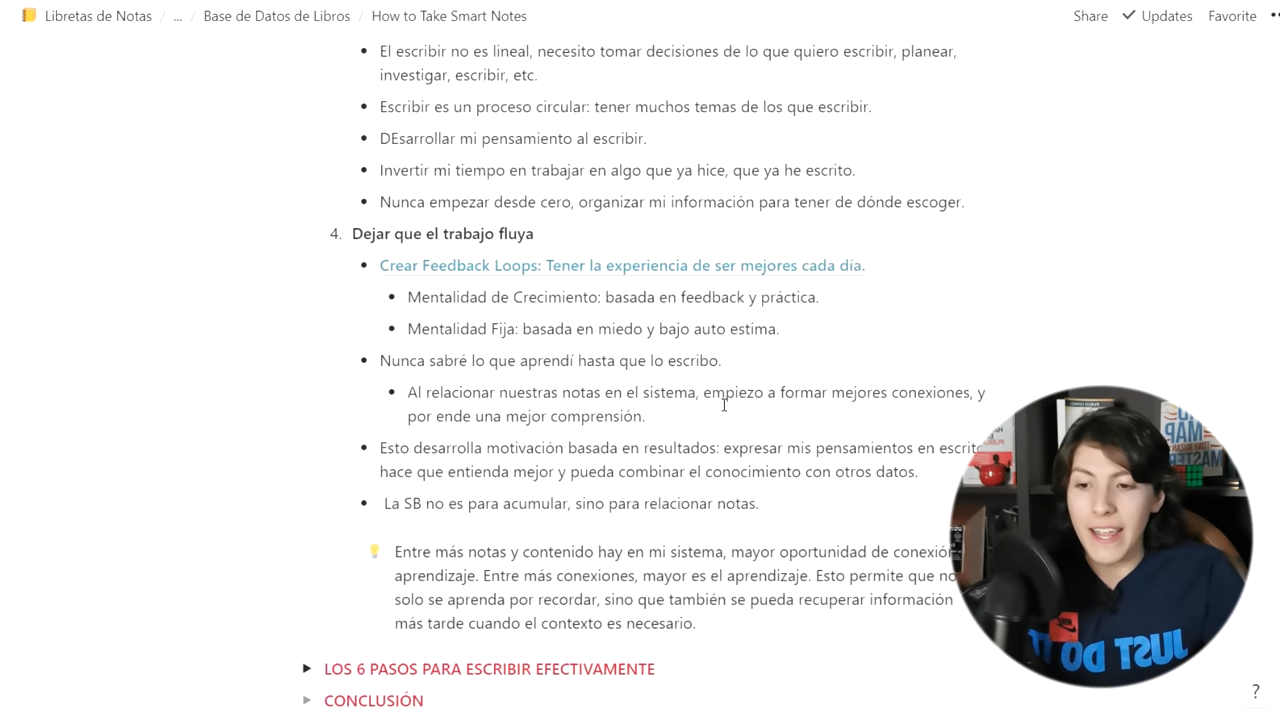 Libretas de Notas / ... / Base de Datos de Libros / How to Take Smart Notes
Share Updates Favorite
El escribir no es lineal, necesito tomar decisiones de lo que quiero escribir, planear,
investigar, escribir, etc.
Escribir es un proceso circular: tener muchos temas de los que escribir.
DEsarrollar mi pensamiento al escribir.
Invertir mi tiempo en trabajar en algo que ya hice, que ya he escrito.
Nunca empezar desde cero, organizar mi información para tener de dónde escoger.
4. Dejar que el trabajo fluya
Crear Feedback Loops: Tener la experiencia de ser mejores cada día.
Mentalidad de Crecimiento: basada en feedback y práctica.
Mentalidad Fija: basada en miedo y bajo auto estima.
Nunca sabré lo que aprendí hasta que lo escribo.
Al relacionar nuestras notas en el sistema, empiezo a formar mejores conexiones, y
por ende una mejor comprensión.
Esto desarrolla motivación basada en resultados: expresar mis pensamientos en escrito
hace que entienda mejor y pueda combinar el conocimiento con otros datos.
La SB no es para acumular, sino para relacionar notas.
Entre más notas y contenido hay en mi sistema, mayor oportunidad de conexión
aprendizaje. Entre más conexiones, mayor es el aprendizaje. Esto permite que no
solo se aprenda por recordar, sino que también se pueda recuperar información
más tarde cuando el contexto es necesario.
LOS 6 PASOS PARA ESCRIBIR EFECTIVAMENTE
CONCLUSIÓN
?
MAP
MASTERY
JUST DO IT